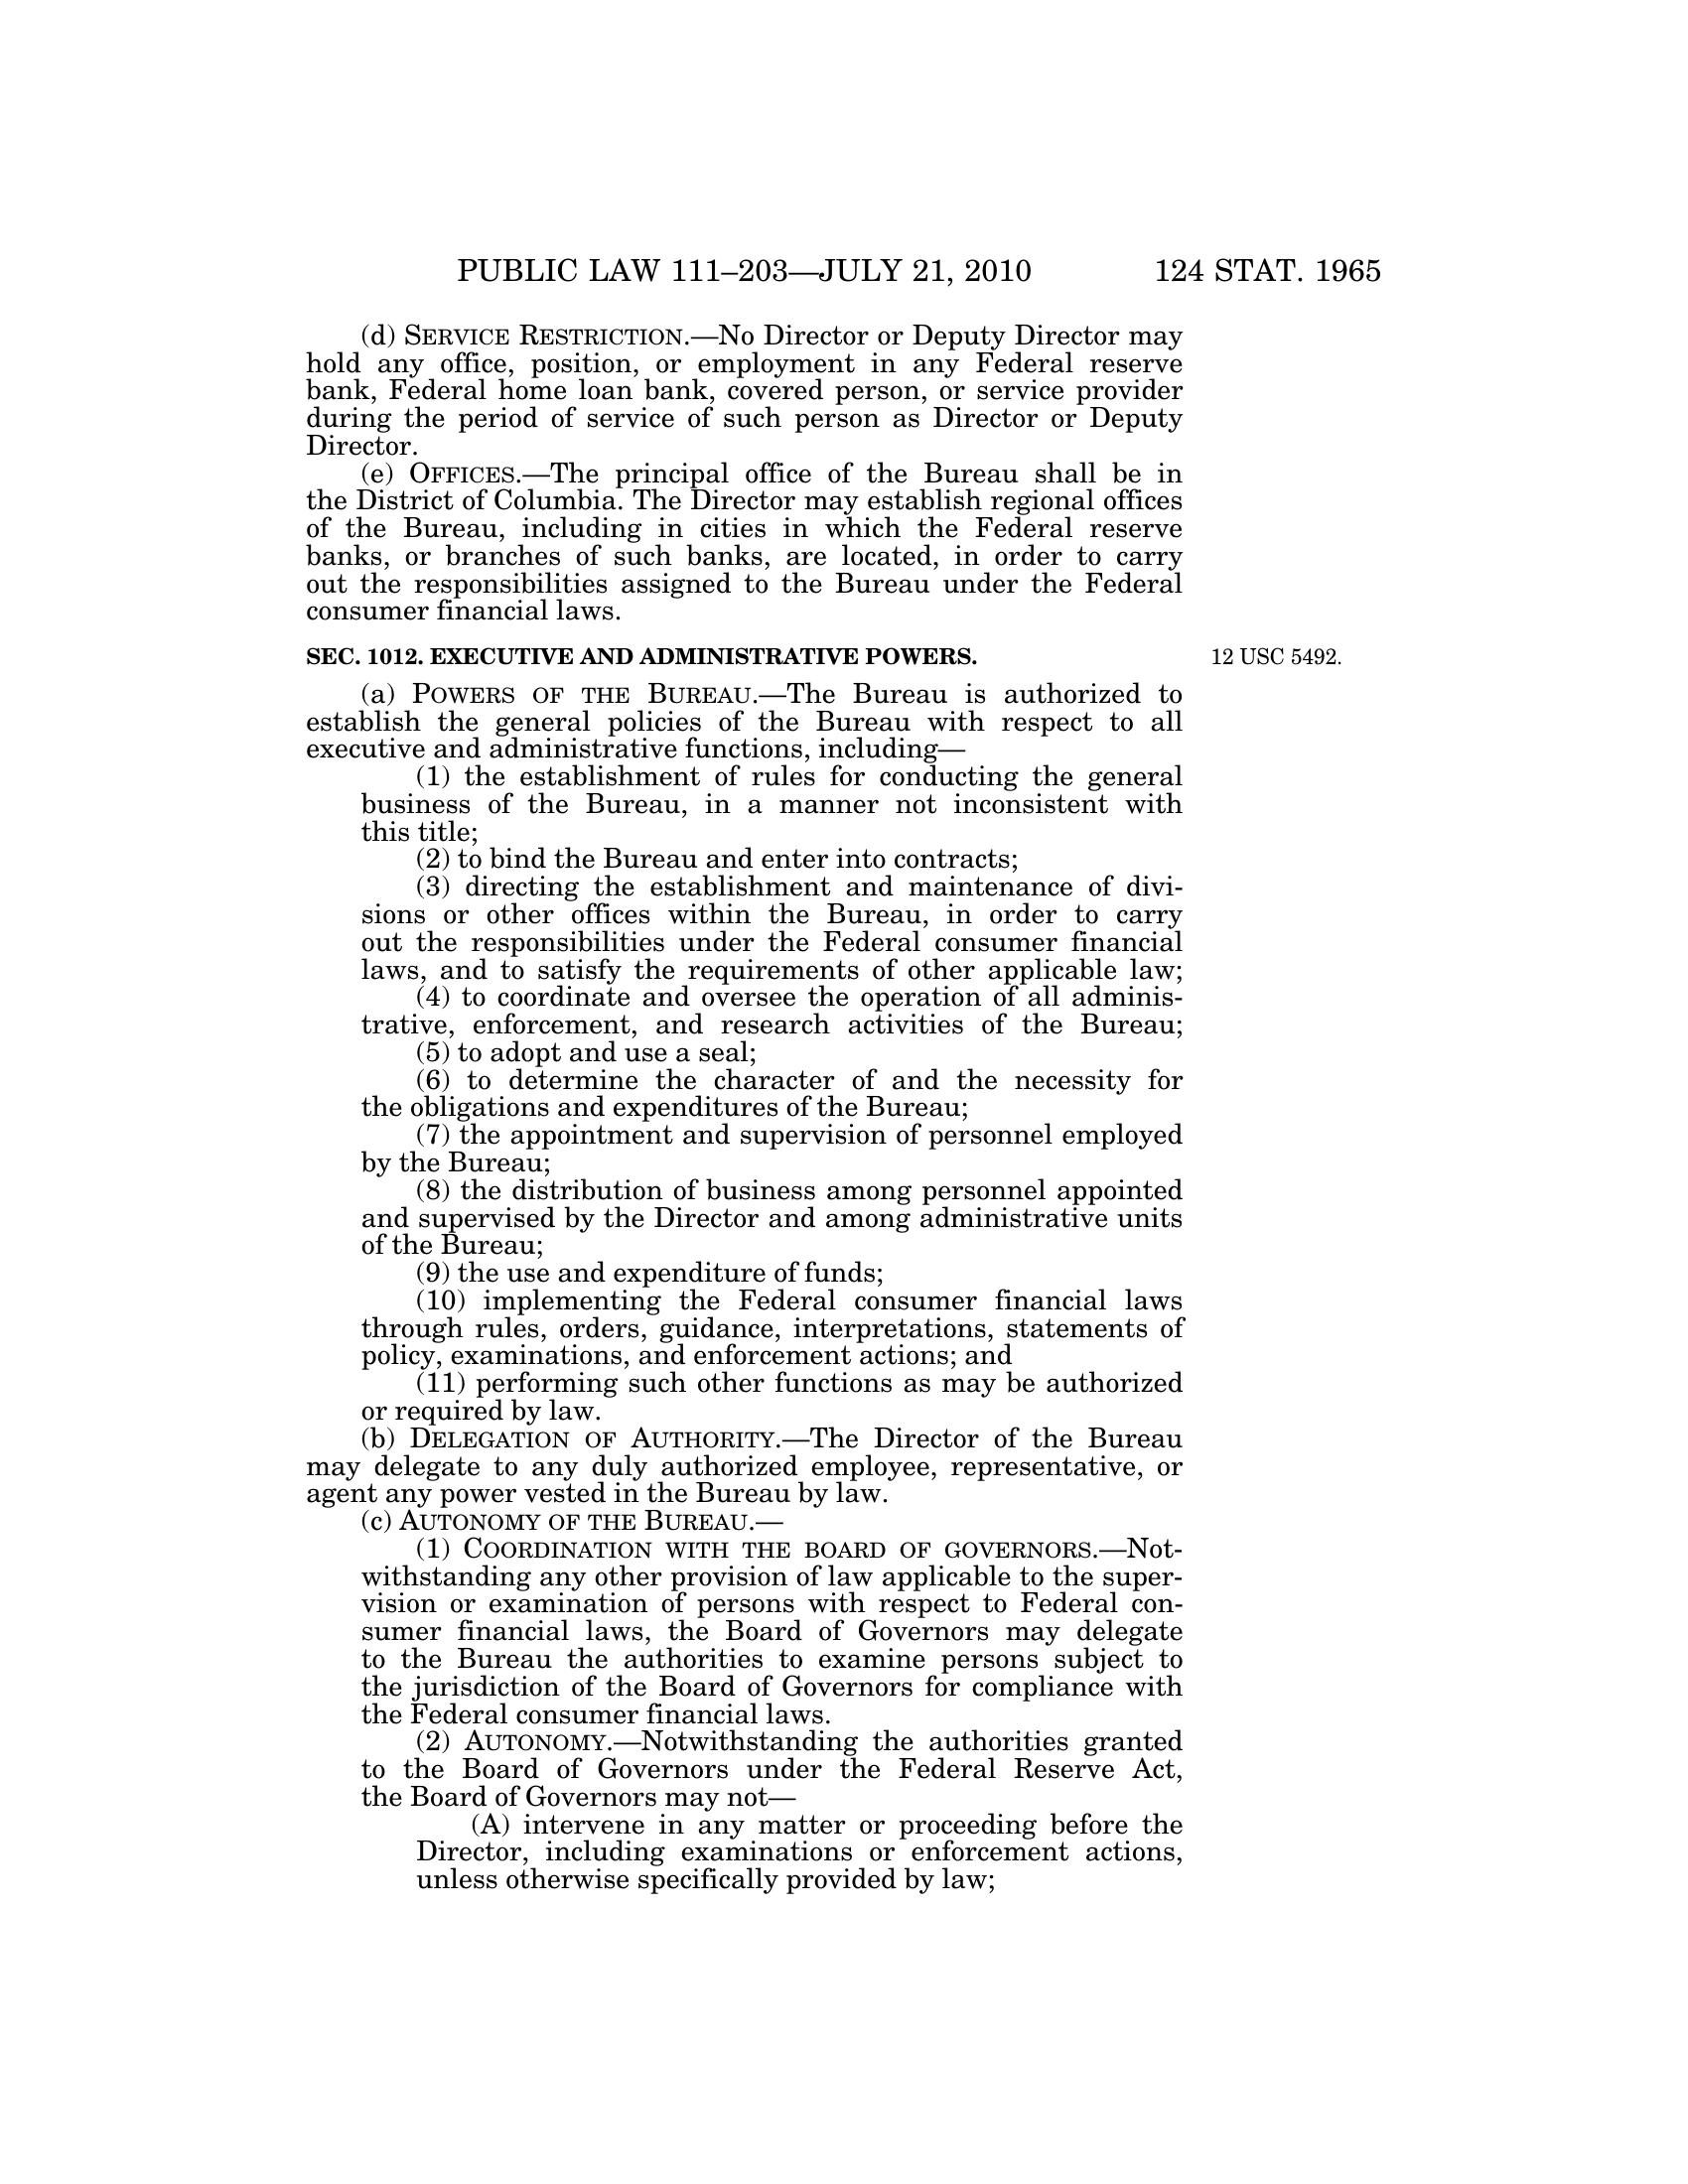 PUBLIC LAW 111–203—JULY 21, 2010 124 STAT. 1965
(d) SERVICE RESTRICTION.—No Director or Deputy Director may
hold any office, position, or employment in any Federal reserve
bank, Federal home loan bank, covered person, or service provider
during the period of service of such person as Director or Deputy
Director.
(e) OFFICES.—The principal office of the Bureau shall be in
the District of Columbia. The Director may establish regional offices
of the Bureau, including in cities in which the Federal reserve
banks, or branches of such banks, are located, in order to carry
out the responsibilities assigned to the Bureau under the Federal
consumer financial laws.
SEC. 1012. EXECUTIVE AND ADMINISTRATIVE POWERS. 12 USC 5492.
(a) POWERS OF THE BUREAU.—The Bureau is authorized to
establish the general policies of the Bureau with respect to all
executive and administrative functions, including—
(1) the establishment of rules for conducting the general
business of the Bureau, in a manner not inconsistent with
this title;
(2) to bind the Bureau and enter into contracts;
(3) directing the establishment and maintenance of divi-
sions or other offices within the Bureau, in order to carry
out the responsibilities under the Federal consumer financial
laws, and to satisfy the requirements of other applicable law;
(4) to coordinate and oversee the operation of all adminis-
trative, enforcement, and research activities of the Bureau;
(5) to adopt and use a seal;
(6) to determine the character of and the necessity for
the obligations and expenditures of the Bureau;
(7) the appointment and supervision of personnel employed
by the Bureau;
(8) the distribution of business among personnel appointed
and supervised by the Director and among administrative units
of the Bureau;
(9) the use and expenditure of funds;
(10) implementing the Federal consumer financial laws
through rules, orders, guidance, interpretations, statements of
policy, examinations, and enforcement actions; and
(11) performing such other functions as may be authorized
or required by law.
(b) DELEGATION OF AUTHORITY.—The Director of the Bureau
may delegate to any duly authorized employee, representative, or
agent any power vested in the Bureau by law.
(c) AUTONOMY OF THE BUREAU.—
(1) COORDINATION WITH THE BOARD OF GOVERNORS.—Not-
withstanding any other provision of law applicable to the super-
vision or examination of persons with respect to Federal con-
sumer financial laws, the Board of Governors may delegate
to the Bureau the authorities to examine persons subject to
the jurisdiction of the Board of Governors for compliance with
the Federal consumer financial laws.
(2) AUTONOMY.—Notwithstanding the authorities granted
to the Board of Governors under the Federal Reserve Act,
the Board of Governors may not—
(A) intervene in any matter or proceeding before the
Director, including examinations or enforcement actions,
unless otherwise specifically provided by law;